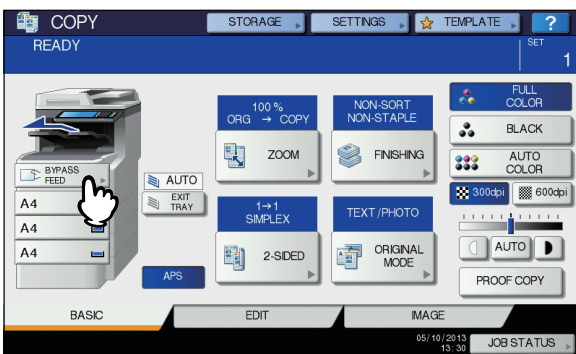 COPY
STORAGE
SETTINGS
TEMPLATE
?
READY
SET
1
BYPASS
FEED
A4
A4
A4
AUTO
EXIT
TRAY
APS
100 %
ORG → COPY
ZOOM
NON-SORT
NON-STAPLE
FINISHING
1→1
SIMPLEX
2-SIDED
TEXT/PHOTO
ORIGINAL
MODE
FULL
COLOR
BLACK
AUTO
COLOR
300dpi
600dpi
AUTO
PROOF COPY
BASIC
EDIT
IMAGE
05/10/2013
13:30
JOB STATUS